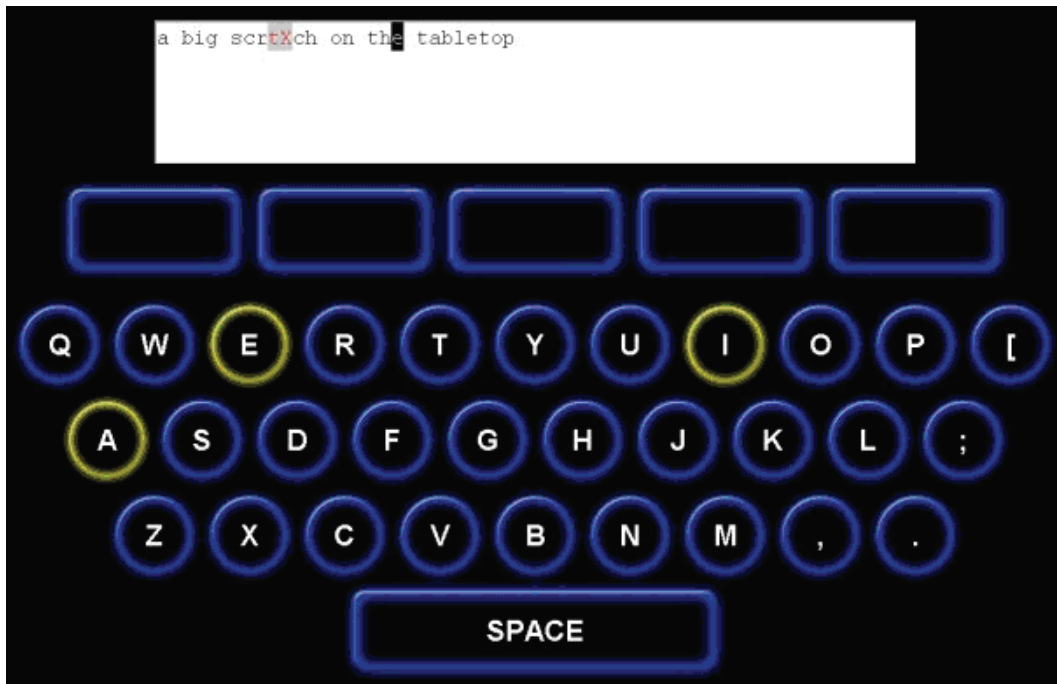 a big scrtXch on the tabletop
Q W E R T Y U I O P [
A S D F G H J K L ;
Z X C V B N M , .
SPACE